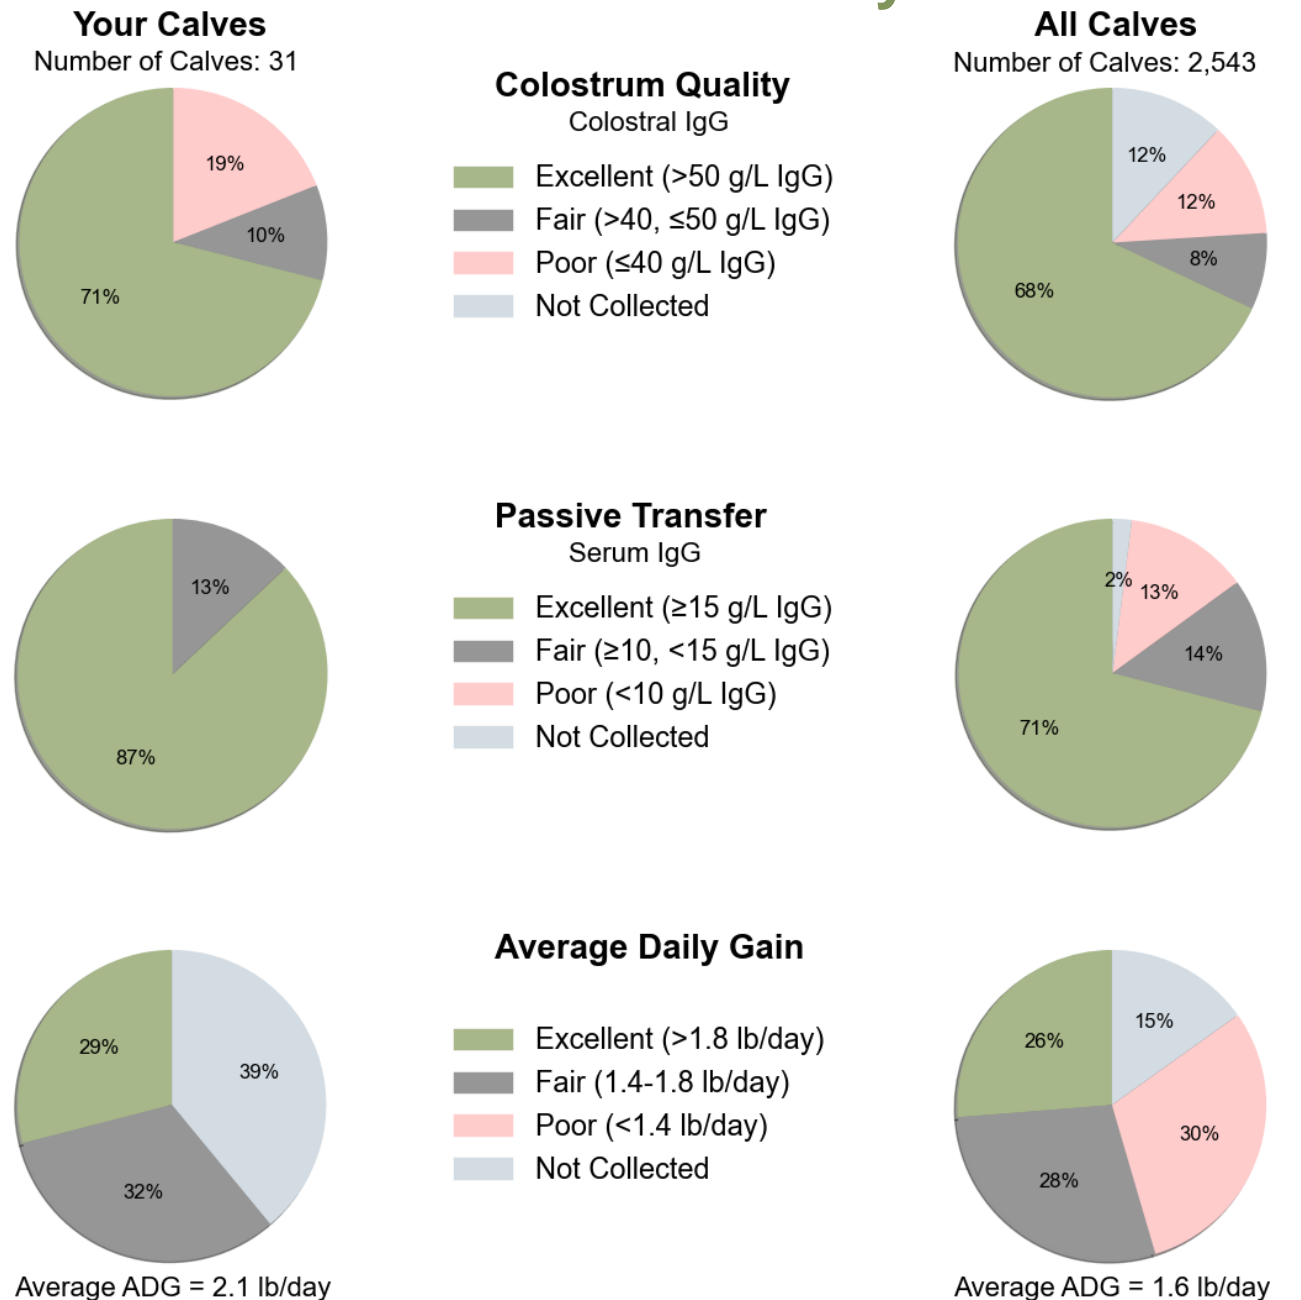 Your Calves
Number of Calves: 31
All Calves
Number of Calves: 2,543
Colostrum Quality
Colostral IgG
Excellent (>50 g/L IgG)
Fair (>40, ≤50 g/L IgG)
Poor (≤40 g/L IgG)
Not Collected
19%
10%
71%
12%
12%
8%
68%
Passive Transfer
Serum IgG
Excellent (≥15 g/L IgG)
Fair (≥10, <15 g/L IgG)
Poor (<10 g/L IgG)
Not Collected
13%
87%
2%
13%
14%
71%
Average Daily Gain
Excellent (>1.8 lb/day)
Fair (1.4-1.8 lb/day)
Poor (<1.4 lb/day)
Not Collected
29%
39%
32%
15%
26%
30%
28%
Average ADG = 2.1 lb/day
Average ADG = 1.6 lb/day